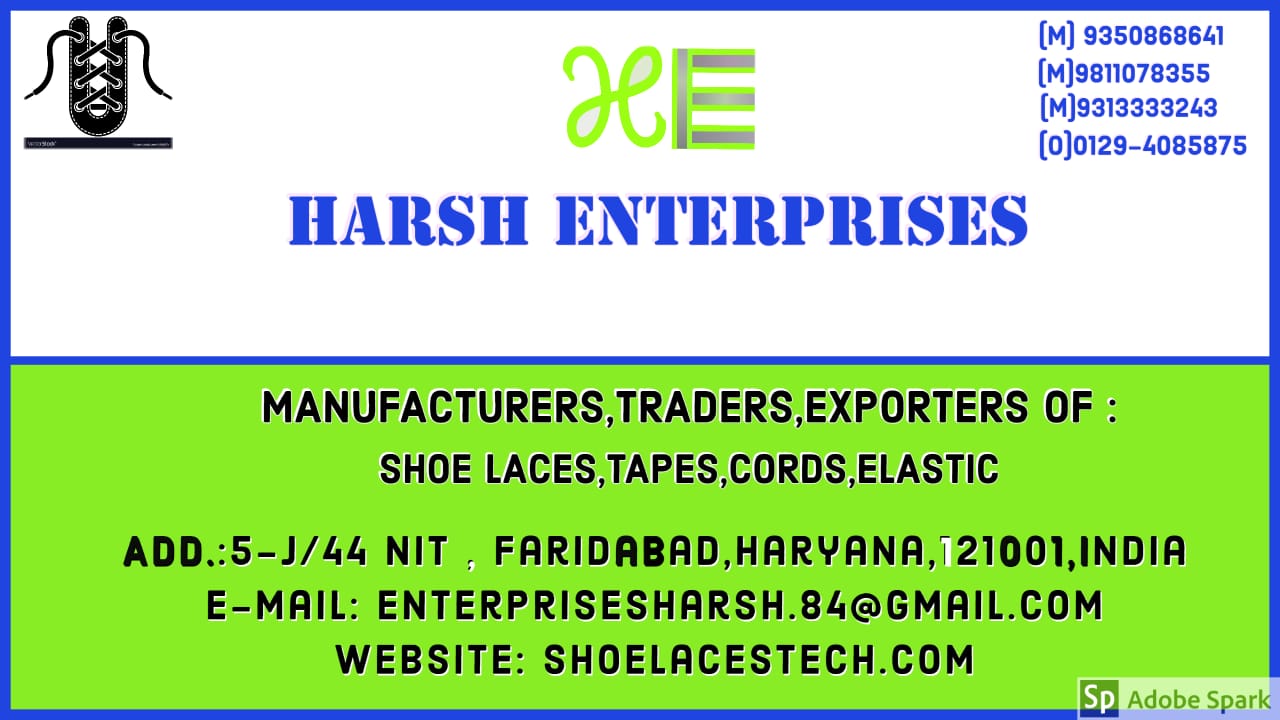 (M) 9350868641
(M)9811078355
(M)9313333243
(O)0129-4085875
HE
HARSH ENTERPRISES
MANUFACTURERS,TRADERS,EXPORTERS OF :
SHOE LACES,TAPES,CORDS,ELASTIC
ADD.:5-J/44 NIT , FARIDABAD,HARYANA,121001,INDIA
E-MAIL: ENTERPRISESHARSH.84@GMAIL.COM
WEBSITE: SHOELACESTECH.COM
Sp Adobe Spark